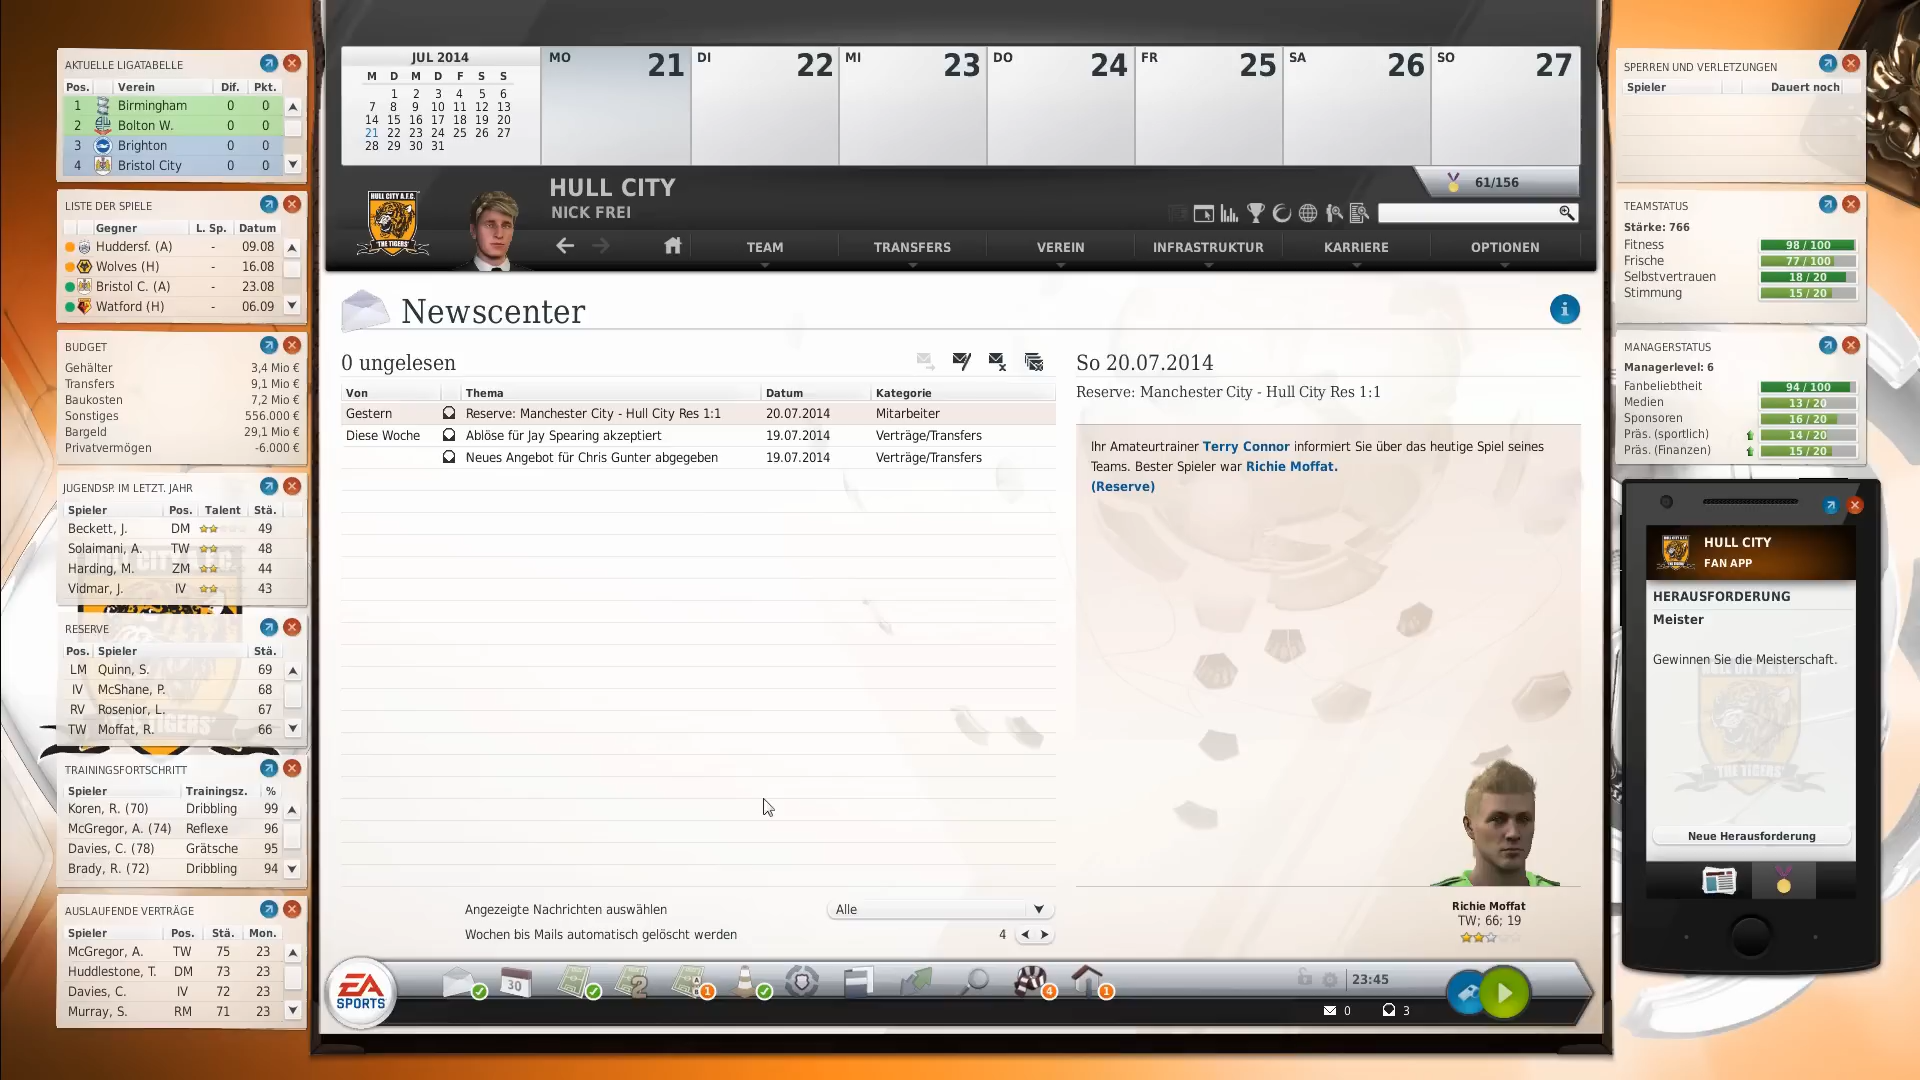 AKTUELLE LIGATABELLE
Pos. Verein Dif. Pkt.
1 Birmingham 0 0
2 Bolton W. 0 0
3 Brighton 0 0
4 Bristol City 0 0
LISTE DER SPIELE
Gegner L. Sp. Datum
Huddersf. (A) - 09.08
Wolves (H) - 16.08
Bristol C. (A) - 23.08
Watford (H) - 06.09
BUDGET
Gehälter 3,4 Mio €
Transfers 9,1 Mio €
Baukosten 7,2 Mio €
Sonstiges 556.000 €
Bargeld 29,1 Mio €
Privatvermögen -6.000 €
JUGENDSP. IM LETZT. JAHR
Spieler Pos. Talent Stä.
Beckett, J. DM 49
Solaimani, A. TW 48
Harding, M. ZM 44
Vidmar, J. IV 43
RESERVE
Pos. Spieler Stä.
LM Quinn, S. 69
IV McShane, P. 68
RV Rosenior, L. 67
TW Moffat, R. 66
TRAININGSFORTSCHRITT
Spieler Trainingsz. %
Koren, R. (70) Dribbling 99
McGregor, A. (74) Reflexe 96
Davies, C. (78) Grätsche 95
Brady, R. (72) Dribbling 94
AUSLAUFENDE VERTRÄGE
Spieler Pos. Stä. Mon.
McGregor, A. TW 75 23
Huddlestone, T. DM 73 23
Davies, C. IV 72 23
Murray, S. RM 71 23
JUL 2014
M D M D F S S
1 2 3 4 5 6
7 8 9 10 11 12 13
14 15 16 17 18 19 20
21 22 23 24 25 26 27
28 29 30 31
MO 21 DI 22 MI 23 DO 24 FR 25 SA 26 SO 27
61/156
HULL CITY
NICK FREI
HULL CITY A.F.C.
THE TIGERS
TEAM TRANSFERS VEREIN INFRASTRUKTUR KARRIERE OPTIONEN
Newscenter
0 ungelesen
Von Thema Datum Kategorie
Gestern Reserve: Manchester City - Hull City Res 1:1 20.07.2014 Mitarbeiter
Diese Woche Ablöse für Jay Spearing akzeptiert 19.07.2014 Verträge/Transfers
Neues Angebot für Chris Gunter abgegeben 19.07.2014 Verträge/Transfers
Angezeigte Nachrichten auswählen Alle
Wochen bis Mails automatisch gelöscht werden 4
So 20.07.2014
Reserve: Manchester City - Hull City Res 1:1
Ihr Amateurtrainer Terry Connor informiert Sie über das heutige Spiel seines
Teams. Bester Spieler war Richie Moffat.
(Reserve)
Richie Moffat
TW; 66; 19
EA
SPORTS
30
2
1
4
1
23:45
0 3
SPERREN UND VERLETZUNGEN
Spieler Dauert noch
TEAMSTATUS
Stärke: 766
Fitness 98 / 100
Frische 77 / 100
Selbstvertrauen 18 / 20
Stimmung 15 / 20
MANAGERSTATUS
Managerlevel: 6
Fanbeliebtheit 94 / 100
Medien 13 / 20
Sponsoren 16 / 20
Präs. (sportlich) 14 / 20
Präs. (Finanzen) 15 / 20
HULL CITY
FAN APP
HERAUSFORDERUNG
Meister
Gewinnen Sie die Meisterschaft.
Neue Herausforderung